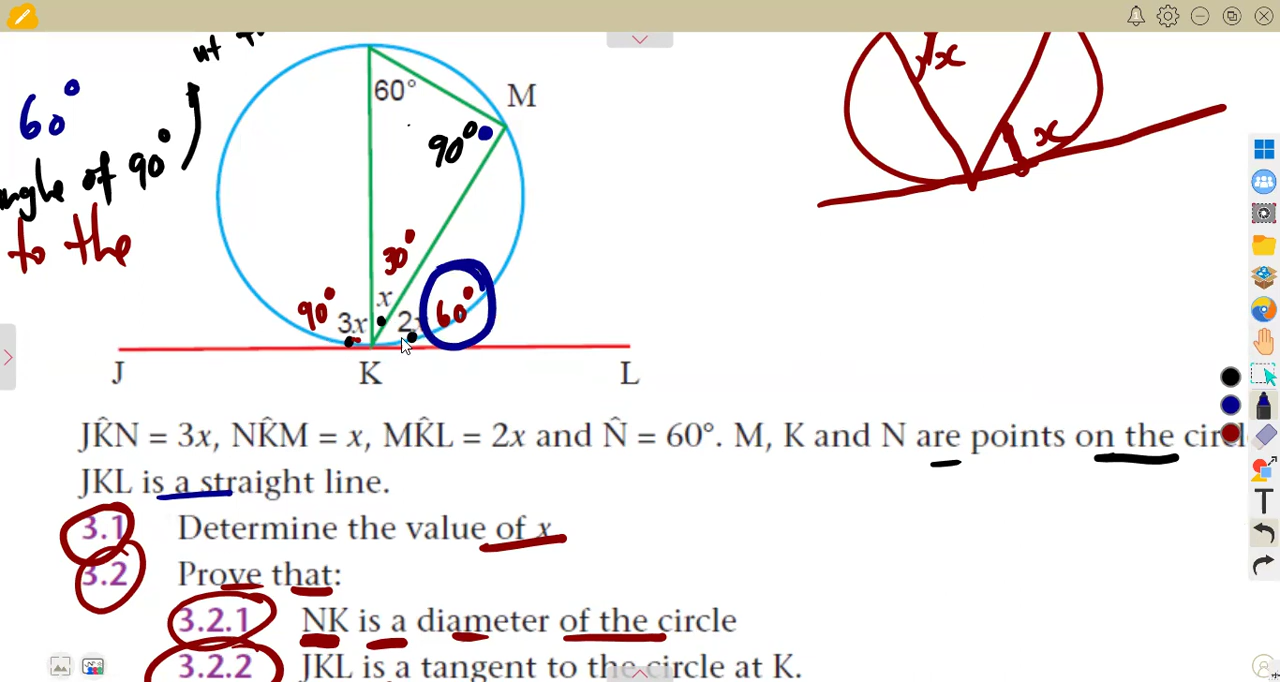 60°
angle of 90°
to the
60°
M
90°
30°
x
90°
3x
2x
60°
J
K
L
x
x
JK̂N = 3x, NK̂M = x, MK̂L = 2x and N̂ = 60°. M, K and N are points on the circl
JKL is a straight line.
3.1 Determine the value of x
3.2 Prove that:
3.2.1 NK is a diameter of the circle
3.2.2 JKL is a tangent to the circle at K.
T